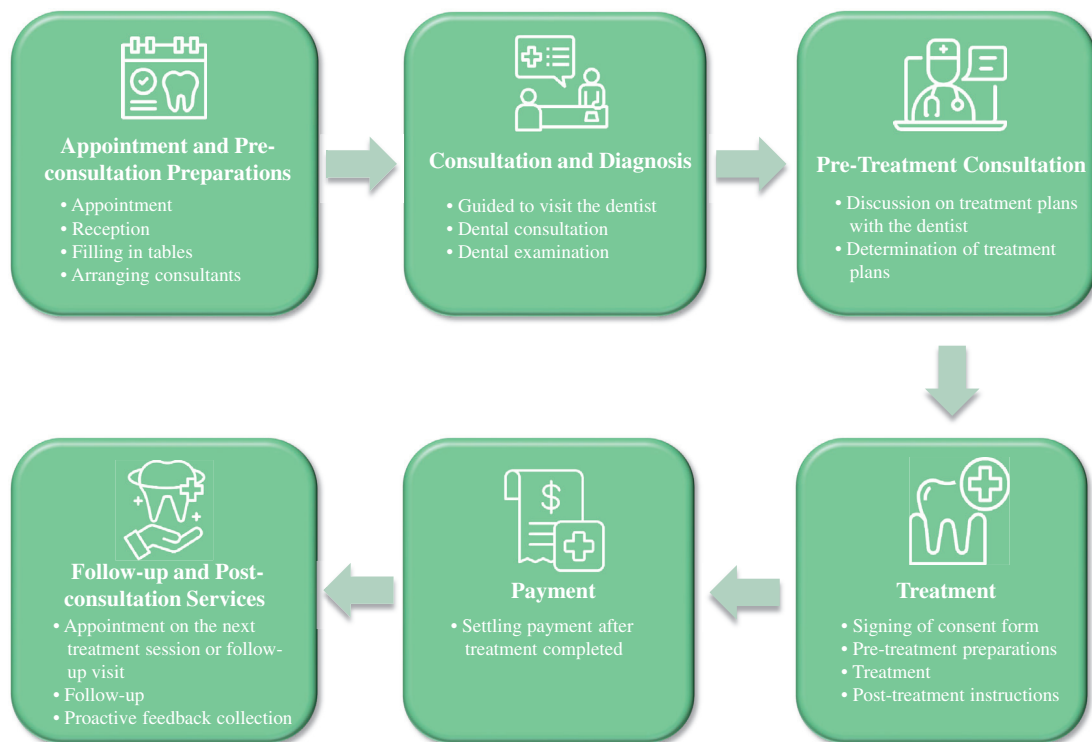 Appointment and Pre-
consultation Preparations
• Appointment
• Reception
• Filling in tables
• Arranging consultants
Consultation and Diagnosis
• Guided to visit the dentist
• Dental consultation
• Dental examination
Pre-Treatment Consultation
• Discussion on treatment plans
with the dentist
• Determination of treatment
plans
Treatment
• Signing of consent form
• Pre-treatment preparations
• Treatment
• Post-treatment instructions
$
Payment
• Settling payment after
treatment completed
Follow-up and Post-
consultation Services
• Appointment on the next
treatment session or follow-
up visit
• Follow-up
• Proactive feedback collection